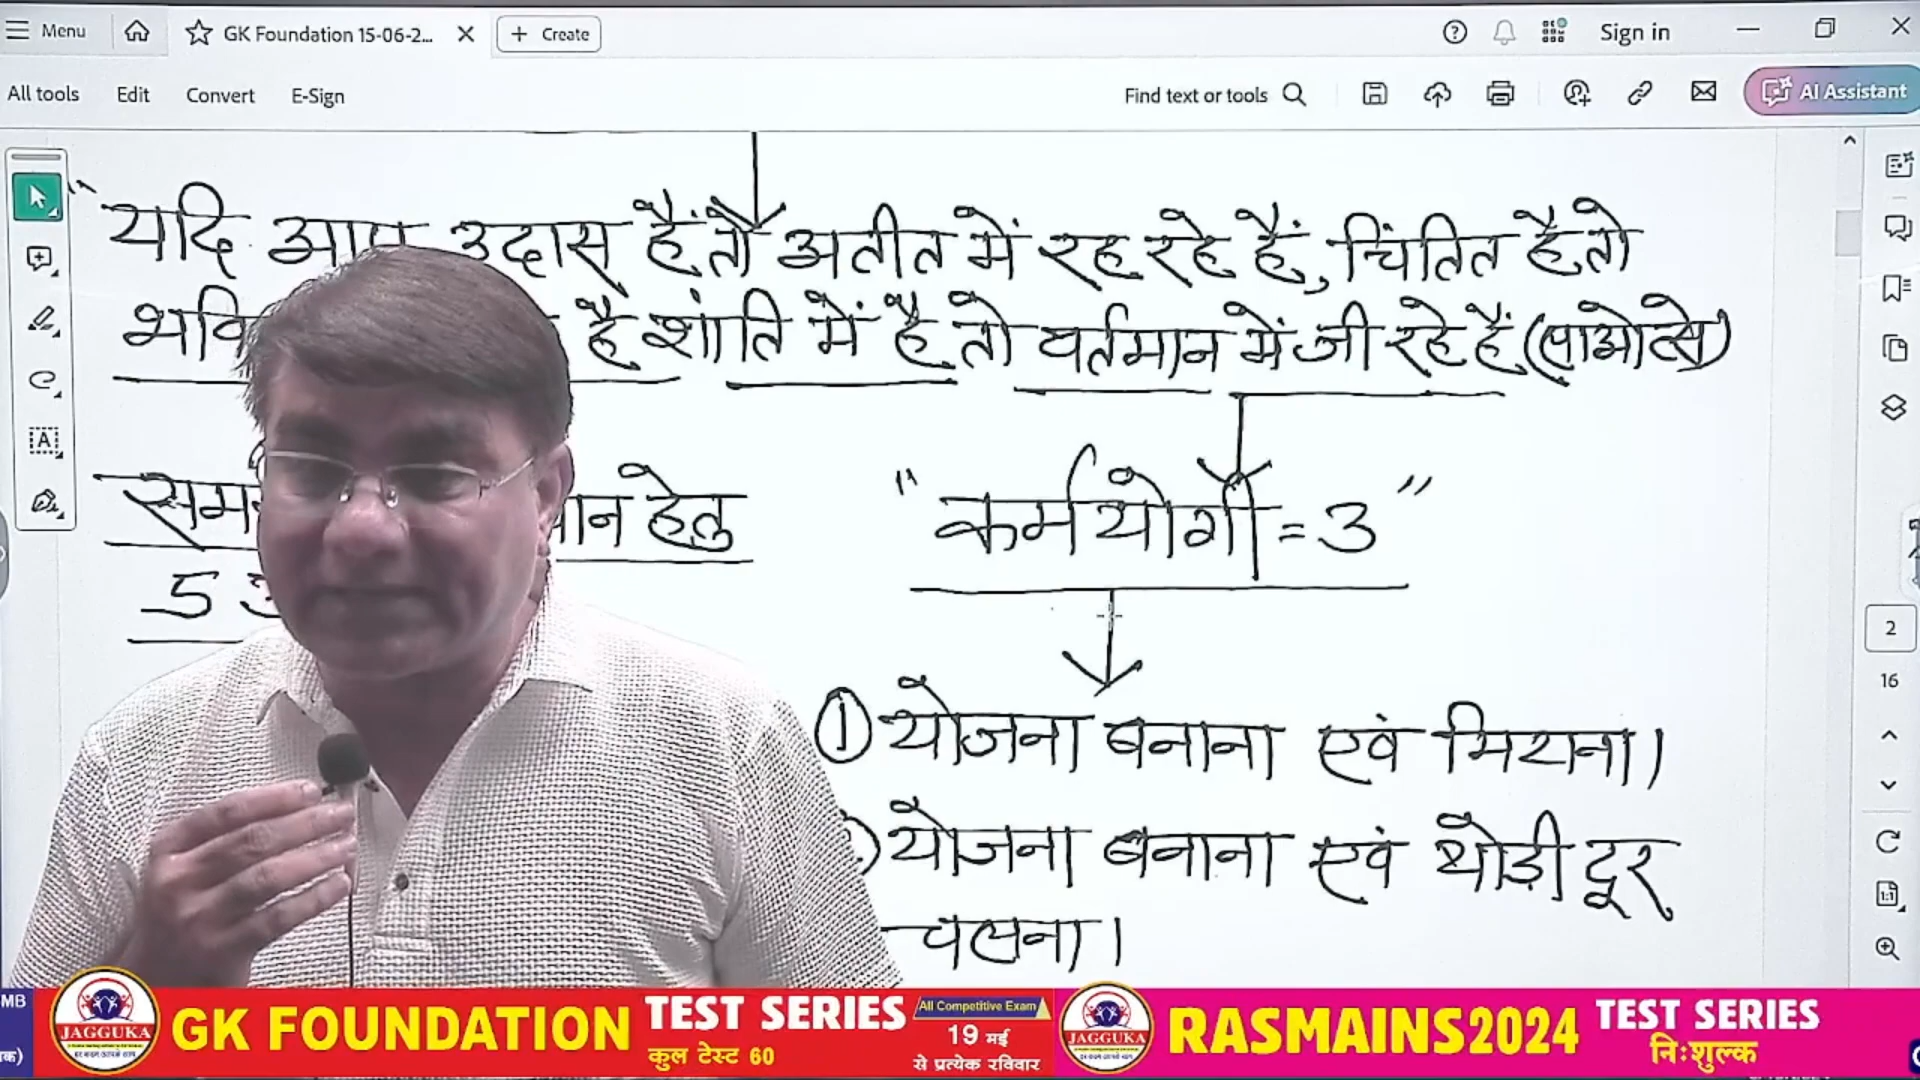 Menu GK Foundation 15-06-2... Create Sign in
All tools Edit Convert E-Sign Find text or tools AI Assistant
"यदि आप उदास हैं तो अतीत में रह रहे हैं, चिंतित हैं तो
भवि है शांति में है तो वर्तमान में जी रहे हैं (लाओत्से)
हेतु
"कर्मयोगी = 3"
5
2
16
① योजना बनाना एवं मिटाना।
योजना बनाना एवं थोड़ी दूर
चलना।
MB
JAGGUKA
GK FOUNDATION
TEST SERIES
कुल टेस्ट 60
All Competitive Exam
19 मई
से प्रत्येक रविवार
JAGGUKA
RASMAINS2024
TEST SERIES
निःशुल्क